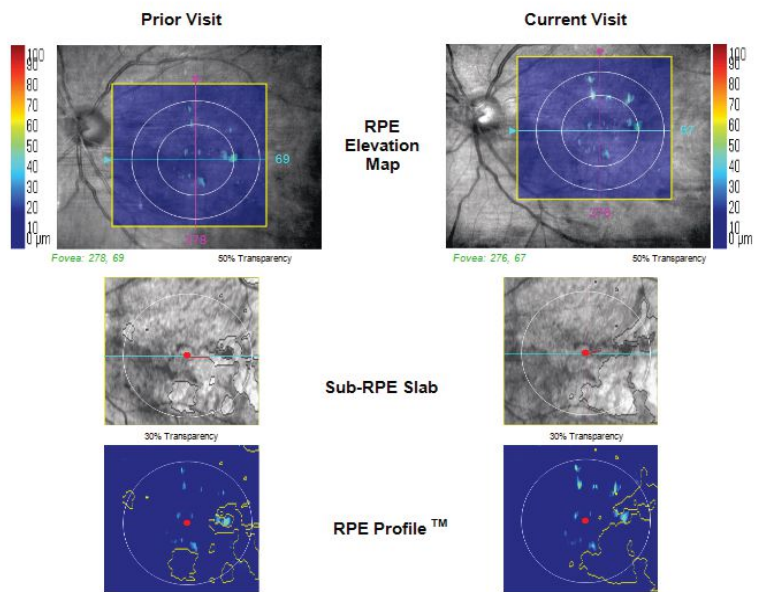 Prior Visit
Current Visit
100
90
80
70
60
50
40
30
20
10
0 µm
69
278
RPE
Elevation
Map
67
276
100
90
80
70
60
50
40
30
20
10
0 µm
Fovea: 278, 69
50% Transparency
Fovea: 276, 67
50% Transparency
Sub-RPE Slab
30% Transparency
30% Transparency
RPE Profile ™